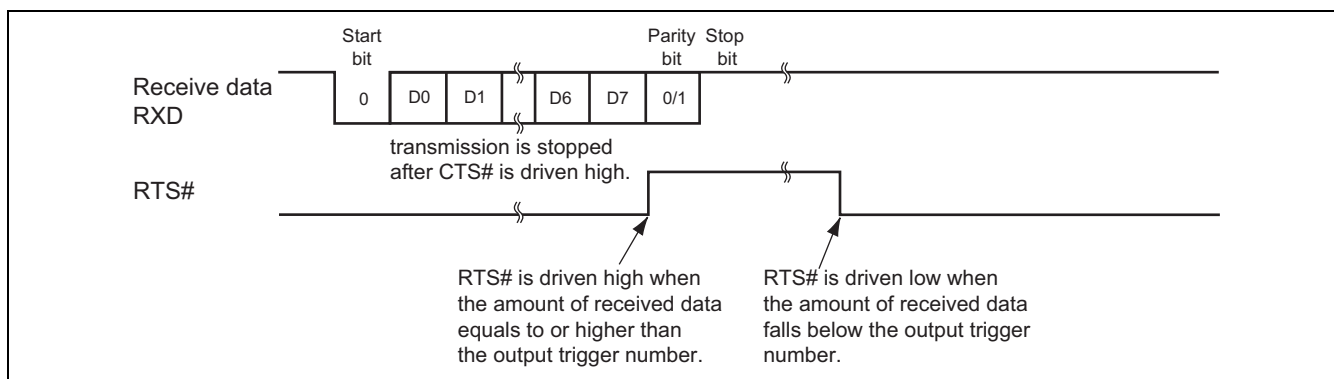 Start
bit
Parity
bit
Stop
bit
Receive data
RXD
0
D0
D1
D6
D7
0/1
transmission is stopped
after CTS# is driven high.
RTS#
RTS# is driven high when
the amount of received data
equals to or higher than
the output trigger number.
RTS# is driven low when
the amount of received data
falls below the output trigger
number.